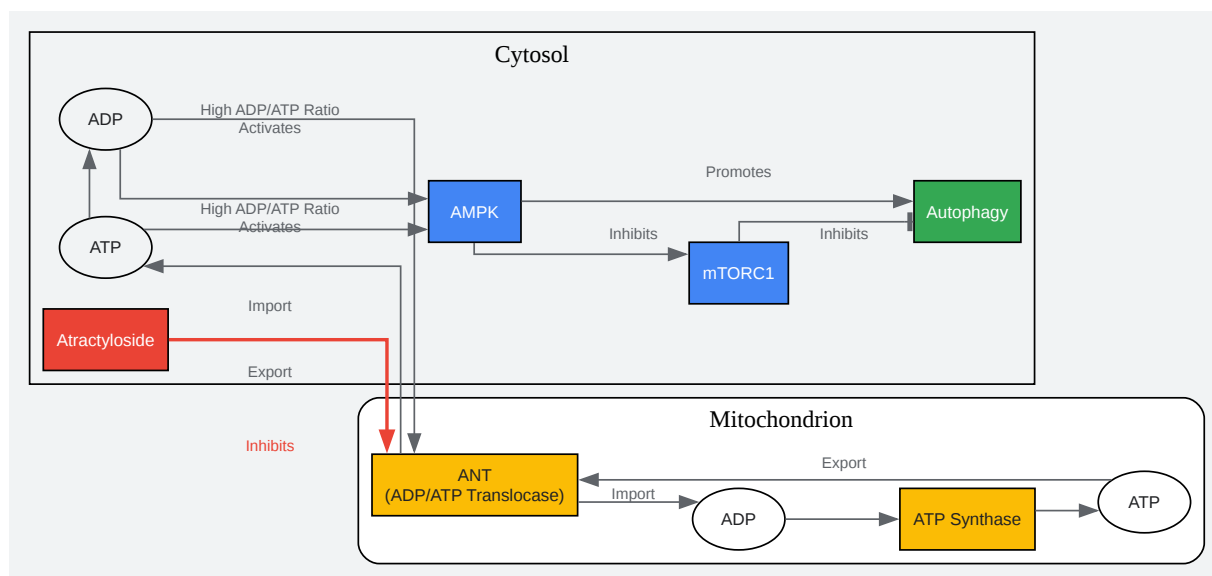 Cytosol
ADP
High ADP/ATP Ratio
Activates
Promotes
AMPK
Autophagy
High ADP/ATP Ratio
Activates
ATP
Inhibits
Inhibits
mTORC1
Import
Atractyloside
Export
Mitochondrion
Inhibits
ANT
(ADP/ATP Translocase)
Export
Import
ADP
ATP Synthase
ATP